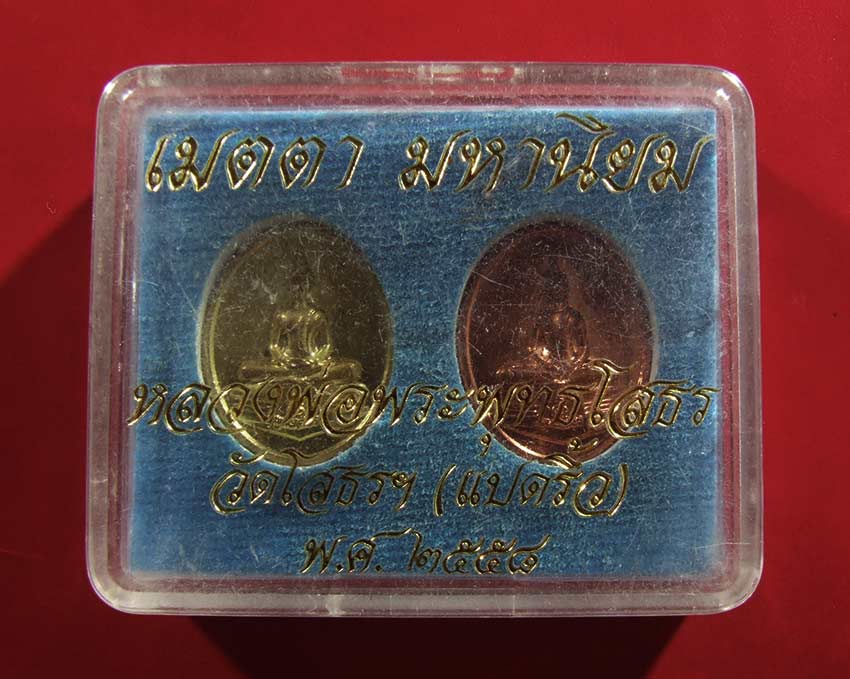 เมตตา มหานิยม
หลวงพ่อพระพุทธโสธร
วัดโสธรฯ (แปดริ้ว)
พ.ศ. ๒๕๕๘